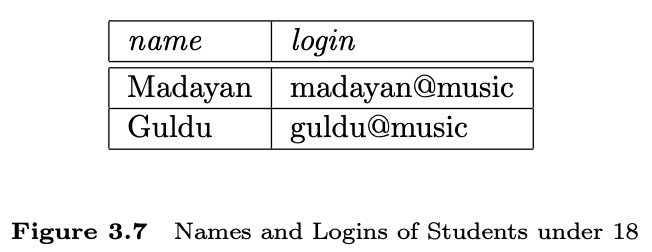 name login
Madayan madayan@music
Guldu guldu@music
Figure 3.7 Names and Logins of Students under 18